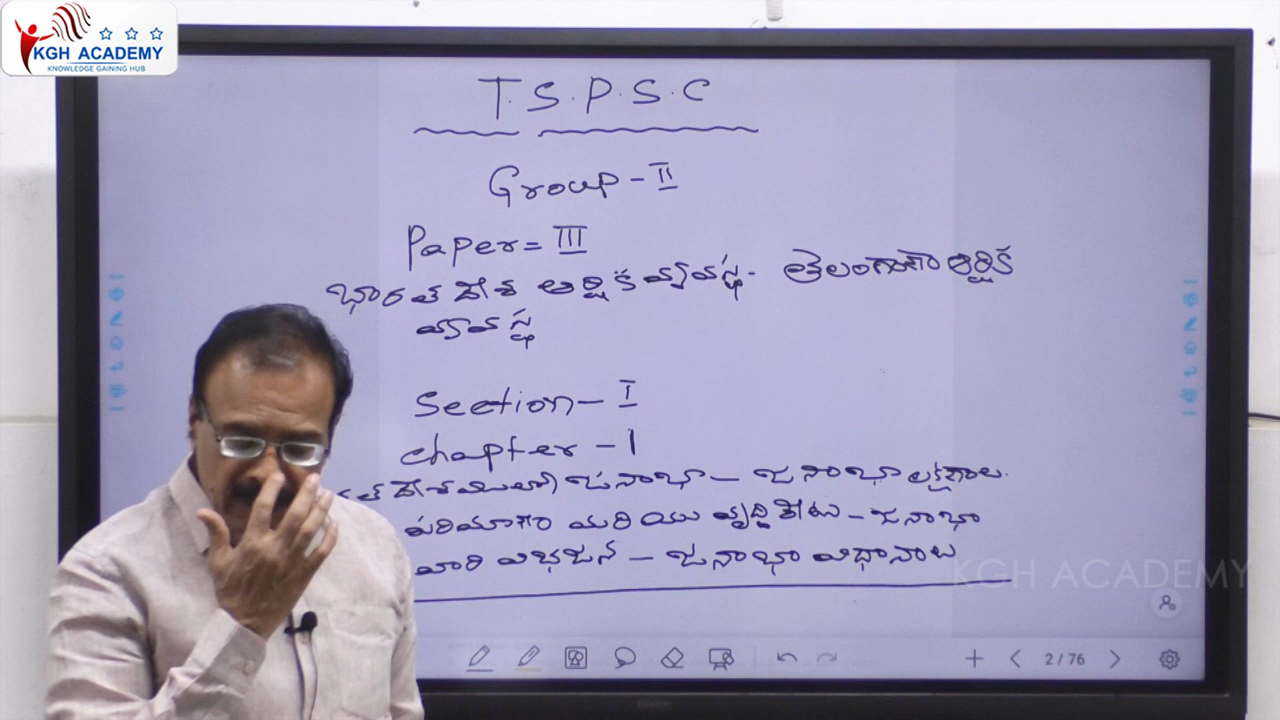 KGH ACADEMY
KNOWLEDGE GAINING HUB
T.S.P.S.C
Group - II
Paper = III
భారత దేశ ఆర్థిక వ్యవస్థ - తెలంగాణ ఆర్థిక
వ్యవస్థ
Section - I
Chapter - 1
దేశములో జనాభా - జనాభా లక్షణాలు
పరిమాణం మరియు వృద్ధి రేటు - జనాభా
వారి విభజన - జనాభా విధానాలు
KGH ACADEMY
2/76